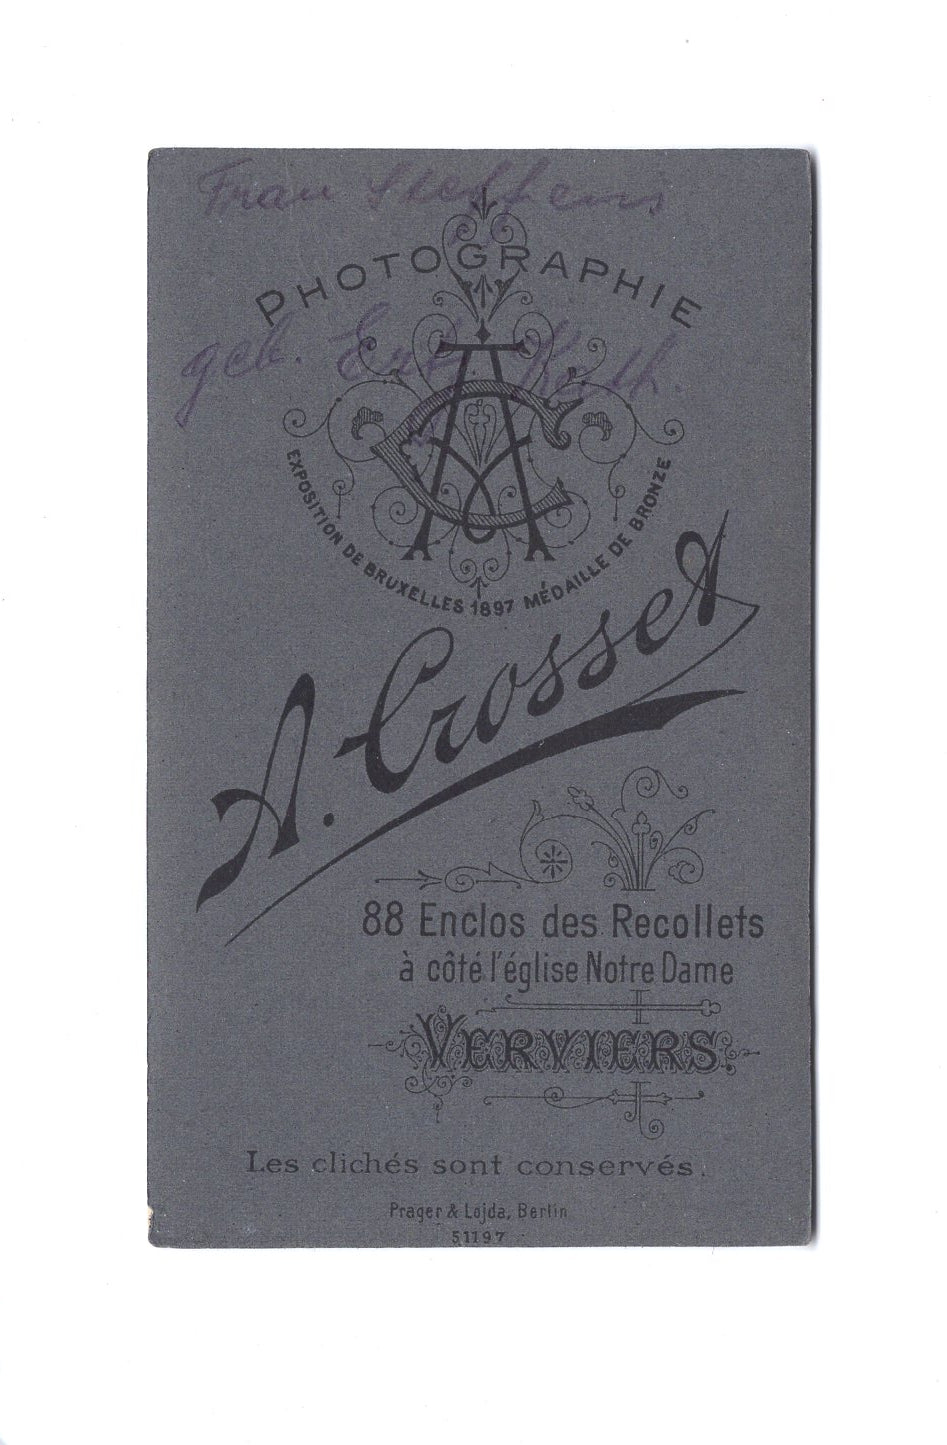 Frau Steffens
PHOTOGRAPHIE
geb.
AC
EXPOSITION DE BRUXELLES 1897 MÉDAILLE DE BRONZE
A. Crosset
88 Enclos des Recollets
à côté l'église Notre Dame
VERVIERS.
Les clichés sont conservés.
Prager & Lojda, Berlin
51197